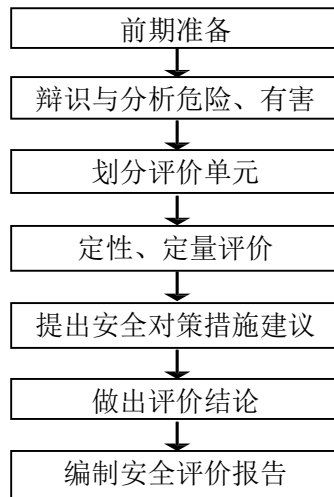 前期准备
辩识与分析危险、有害
划分评价单元
定性、定量评价
提出安全对策措施建议
做出评价结论
编制安全评价报告